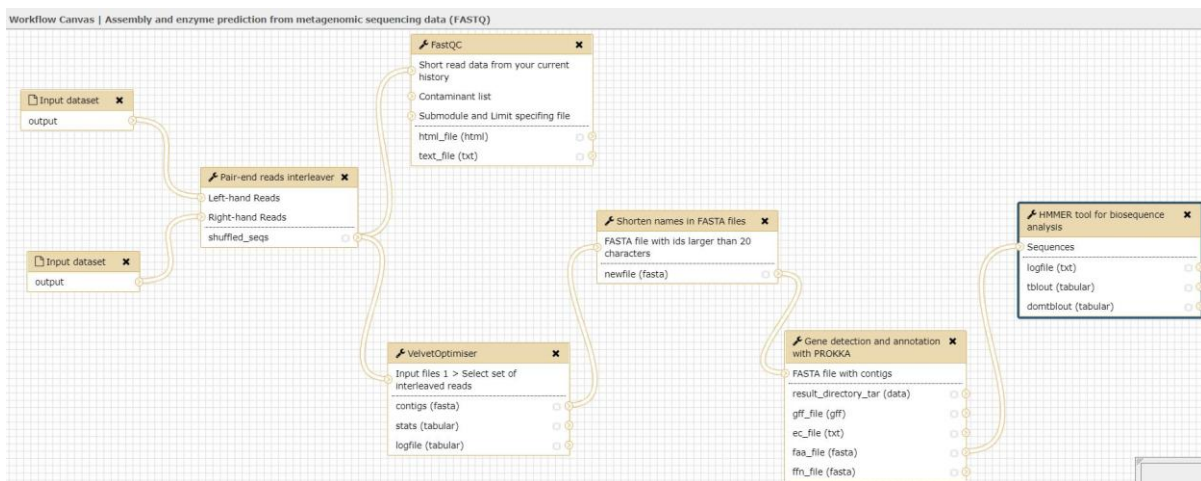 Workflow Canvas | Assembly and enzyme prediction from metagenomic sequencing data (FASTQ)
FastQC
Short read data from your current
history
Contaminant list
Submodule and Limit specifing file
html_file (html)
text_file (txt)
Input dataset
output
Pair-end reads interleaver
Left-hand Reads
Right-hand Reads
shuffled_seqs
Input dataset
output
VelvetOptimiser
Input files 1 > Select set of
interleaved reads
contigs (fasta)
stats (tabular)
logfile (tabular)
Shorten names in FASTA files
FASTA file with ids larger than 20
characters
newfile (fasta)
Gene detection and annotation
with PROKKA
FASTA file with contigs
result_directory_tar (data)
gff_file (gff)
ec_file (txt)
faa_file (fasta)
ffn_file (fasta)
HMMER tool for biosequence
analysis
Sequences
logfile (txt)
tblout (tabular)
domtblout (tabular)